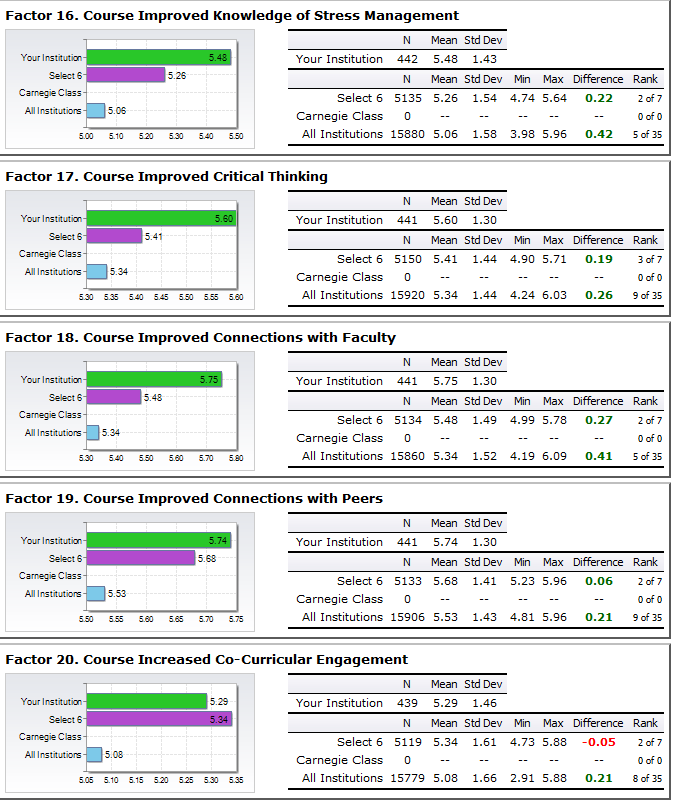 Factor 16. Course Improved Knowledge of Stress Management
Your Institution 5.48
Select 6 5.26
Carnegie Class
All Institutions 5.06
5.00 5.10 5.20 5.30 5.40 5.50
N Mean Std Dev
Your Institution 442 5.48 1.43
N Mean Std Dev Min Max Difference Rank
Select 6 5135 5.26 1.54 4.74 5.64 0.22 2 of 7
Carnegie Class 0 -- -- -- -- -- 0 of 0
All Institutions 15880 5.06 1.58 3.98 5.96 0.42 5 of 35
Factor 17. Course Improved Critical Thinking
Your Institution 5.60
Select 6 5.41
Carnegie Class
All Institutions 5.34
5.30 5.35 5.40 5.45 5.50 5.55 5.60
N Mean Std Dev
Your Institution 441 5.60 1.30
N Mean Std Dev Min Max Difference Rank
Select 6 5150 5.41 1.44 4.90 5.71 0.19 3 of 7
Carnegie Class 0 -- -- -- -- -- 0 of 0
All Institutions 15920 5.34 1.44 4.24 6.03 0.26 9 of 35
Factor 18. Course Improved Connections with Faculty
Your Institution 5.75
Select 6 5.48
Carnegie Class
All Institutions 5.34
5.30 5.40 5.50 5.60 5.70 5.80
N Mean Std Dev
Your Institution 441 5.75 1.30
N Mean Std Dev Min Max Difference Rank
Select 6 5134 5.48 1.49 4.99 5.78 0.27 2 of 7
Carnegie Class 0 -- -- -- -- -- 0 of 0
All Institutions 15860 5.34 1.52 4.19 6.09 0.41 5 of 35
Factor 19. Course Improved Connections with Peers
Your Institution 5.74
Select 6 5.68
Carnegie Class
All Institutions 5.53
5.50 5.55 5.60 5.65 5.70 5.75
N Mean Std Dev
Your Institution 441 5.74 1.30
N Mean Std Dev Min Max Difference Rank
Select 6 5133 5.68 1.41 5.23 5.96 0.06 2 of 7
Carnegie Class 0 -- -- -- -- -- 0 of 0
All Institutions 15906 5.53 1.43 4.81 5.96 0.21 9 of 35
Factor 20. Course Increased Co-Curricular Engagement
Your Institution 5.29
Select 6 5.34
Carnegie Class
All Institutions 5.08
5.05 5.10 5.15 5.20 5.25 5.30 5.35
N Mean Std Dev
Your Institution 439 5.29 1.46
N Mean Std Dev Min Max Difference Rank
Select 6 5119 5.34 1.61 4.73 5.88 -0.05 2 of 7
Carnegie Class 0 -- -- -- -- -- 0 of 0
All Institutions 15779 5.08 1.66 2.91 5.88 0.21 8 of 35